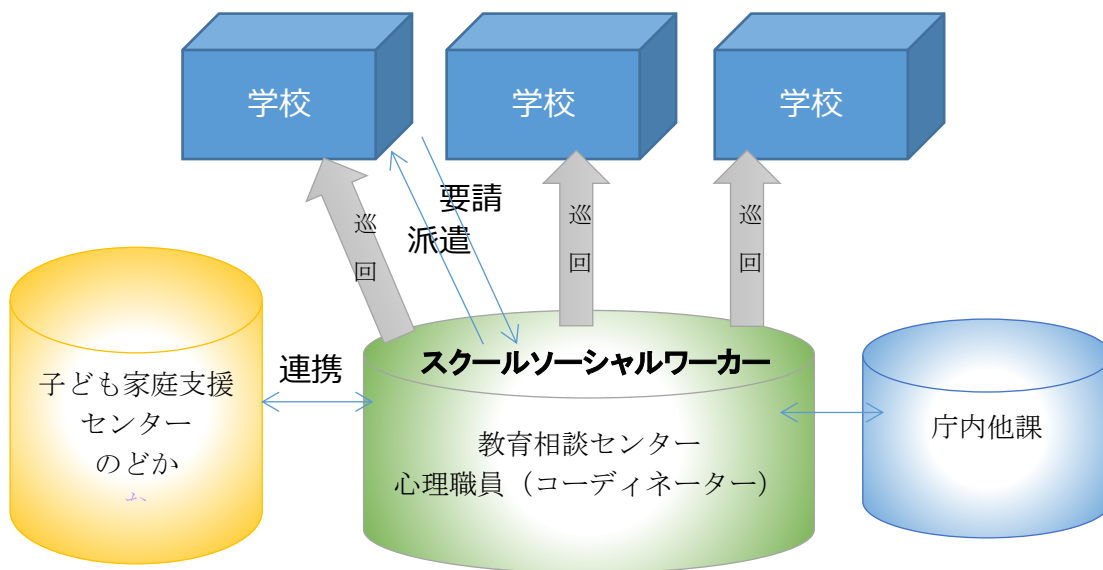 学校
学校
学校
要請
派遣
巡回
巡回
巡回
スクールソーシャルワーカー
連携
子ども家庭支援
センター
のどか
教育相談センター
心理職員（コーディネーター）
庁内他課